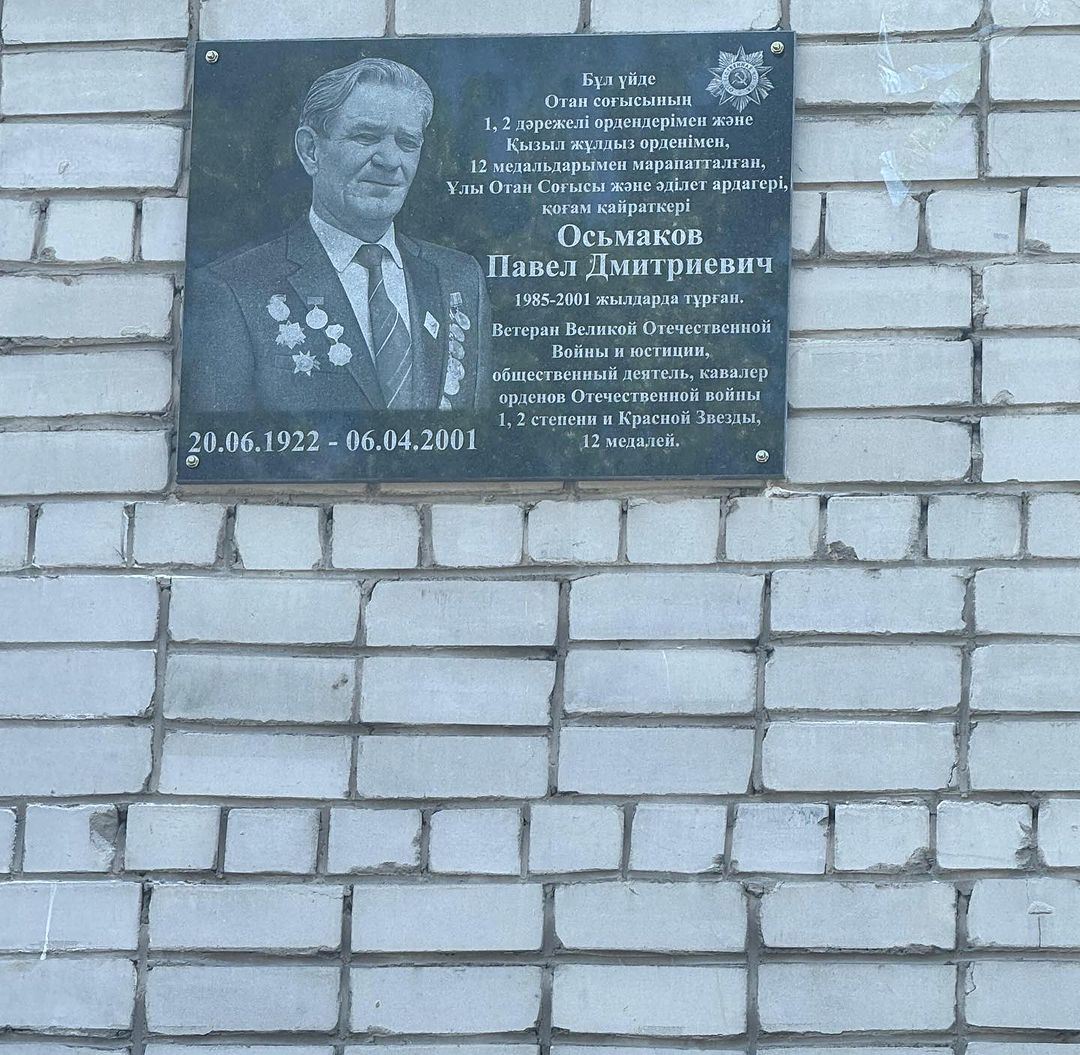 Бұл үйде
Отан соғысының
1, 2 дәрежелі ордендерімен және
Қызыл жұлдыз орденімен,
12 медальдарымен марапатталған,
Ұлы Отан Соғысы және әділет ардагері,
қоғам қайраткері
Осьмаков
Павел Дмитриевич
1985-2001 жылдарда тұрған.
Ветеран Великой Отечественной
Войны и юстиции,
общественный деятель, кавалер
орденов Отечественной войны
1, 2 степени и Красной Звезды,
12 медалей.
20.06.1922 - 06.04.2001